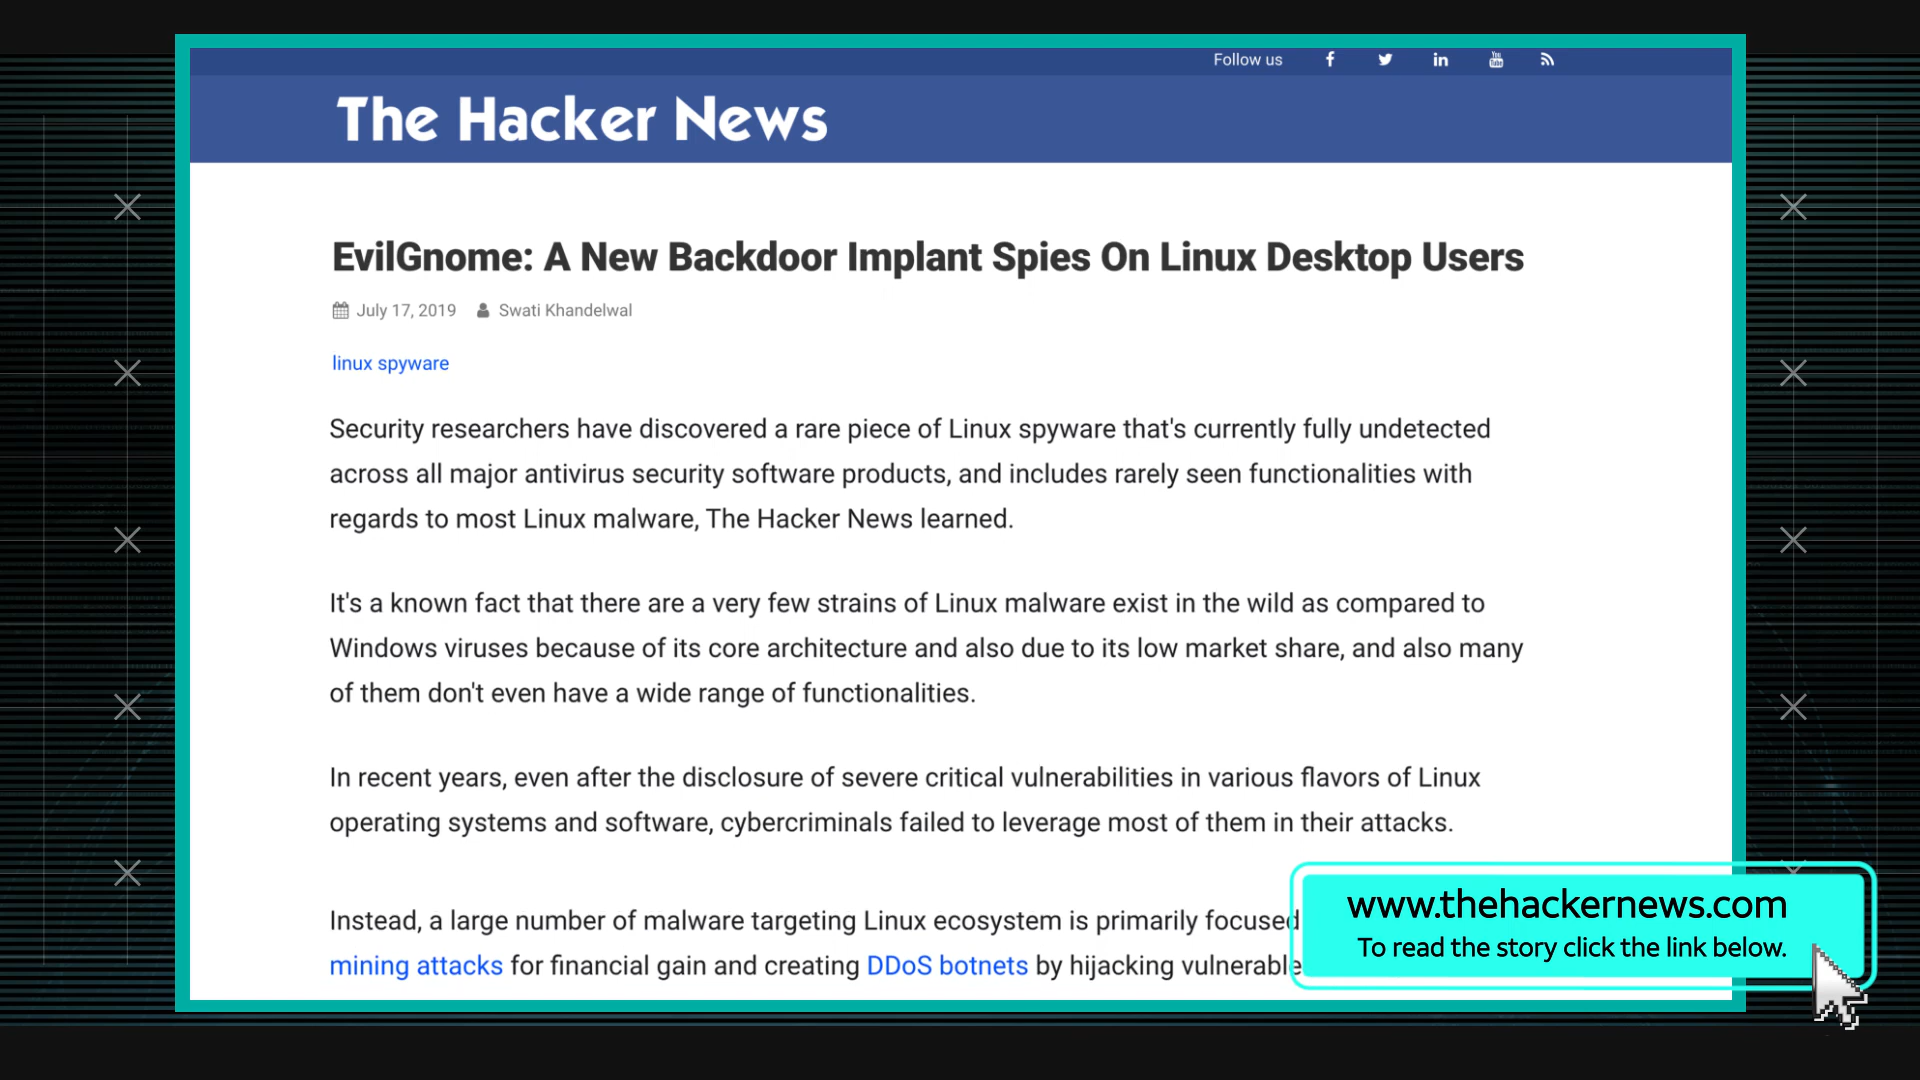 Follow us
The Hacker News
EvilGnome: A New Backdoor Implant Spies On Linux Desktop Users
July 17, 2019 Swati Khandelwal
linux spyware
Security researchers have discovered a rare piece of Linux spyware that's currently fully undetected
across all major antivirus security software products, and includes rarely seen functionalities with
regards to most Linux malware, The Hacker News learned.
It's a known fact that there are a very few strains of Linux malware exist in the wild as compared to
Windows viruses because of its core architecture and also due to its low market share, and also many
of them don't even have a wide range of functionalities.
In recent years, even after the disclosure of severe critical vulnerabilities in various flavors of Linux
operating systems and software, cybercriminals failed to leverage most of them in their attacks.
Instead, a large number of malware targeting Linux ecosystem is primarily focused
mining attacks for financial gain and creating DDoS botnets by hijacking vulnerable
www.thehackernews.com
To read the story click the link below.